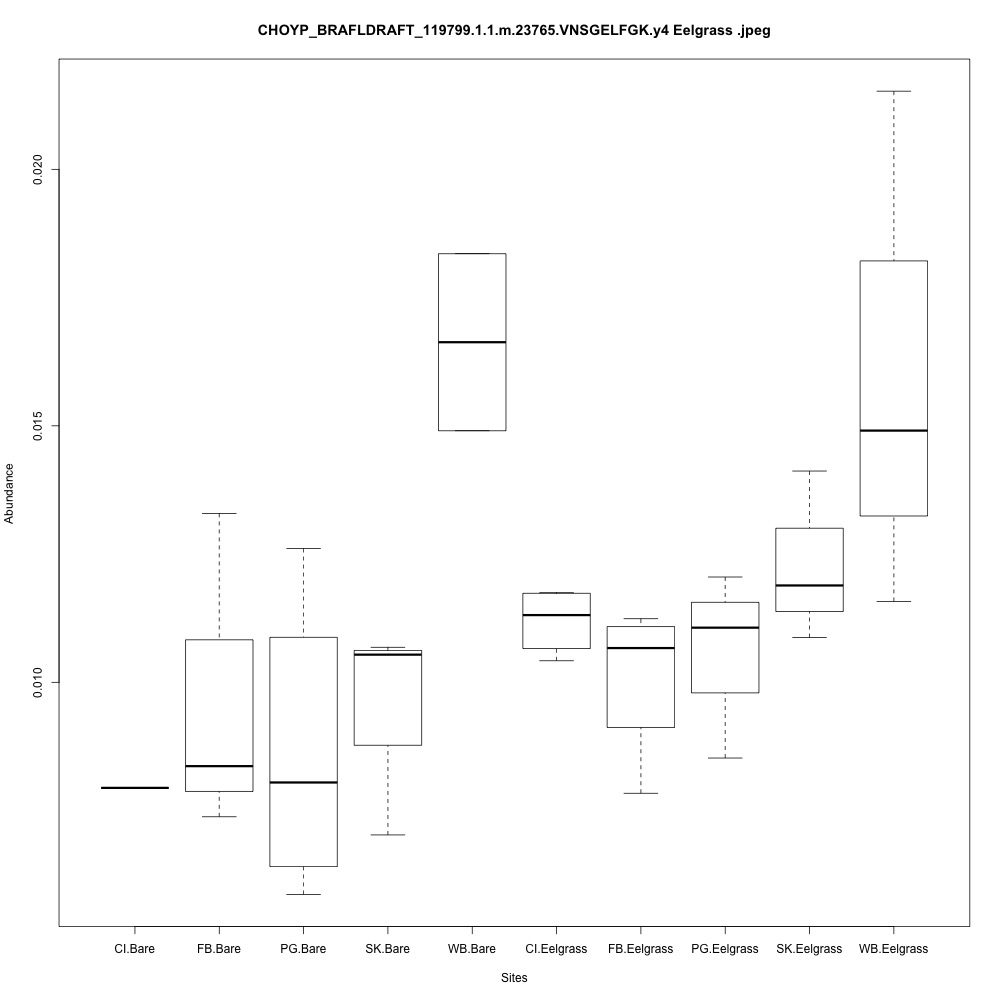 CHOYP_BRAFLDRAFT_119799.1.1.m.23765.VNSGELFGK.y4 Eelgrass .jpeg
0.020
0.015
0.010
Abundance
CI.Bare FB.Bare PG.Bare SK.Bare WB.Bare CI.Eelgrass FB.Eelgrass PG.Eelgrass SK.Eelgrass WB.Eelgrass
Sites